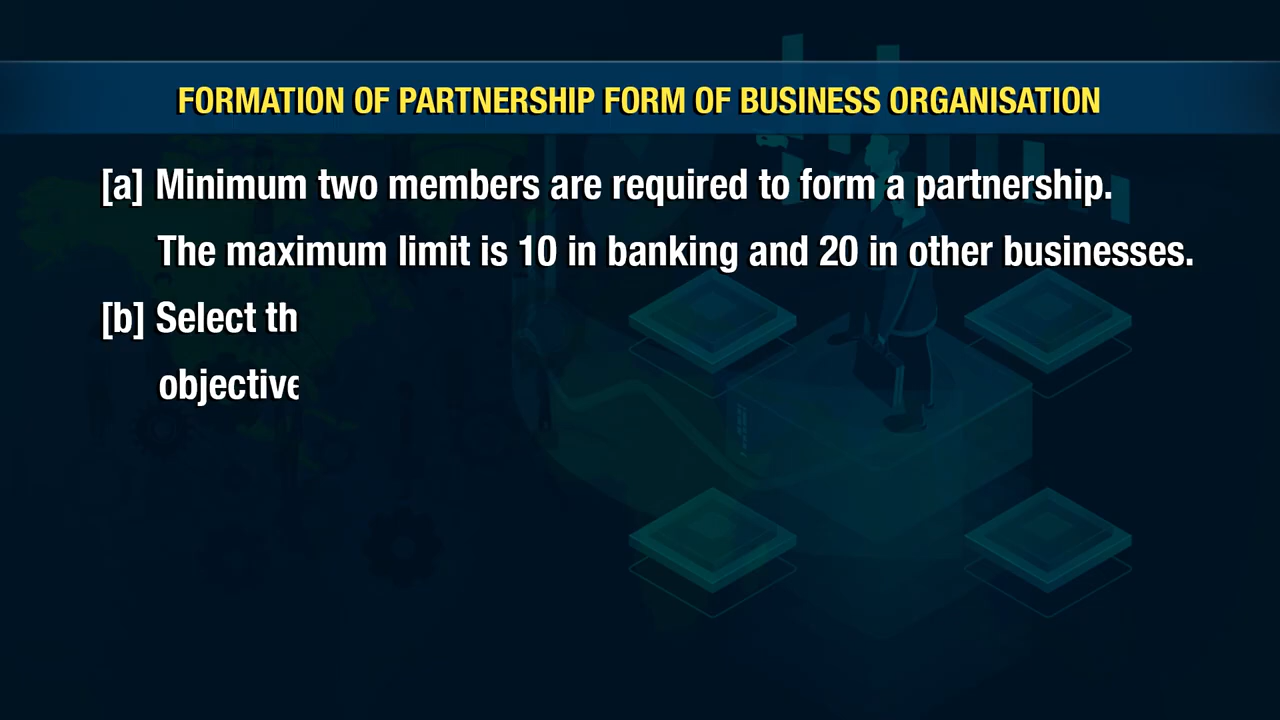 FORMATION OF PARTNERSHIP FORM OF BUSINESS ORGANISATION
[a] Minimum two members are required to form a partnership.
The maximum limit is 10 in banking and 20 in other businesses.
[b] Select th
objective